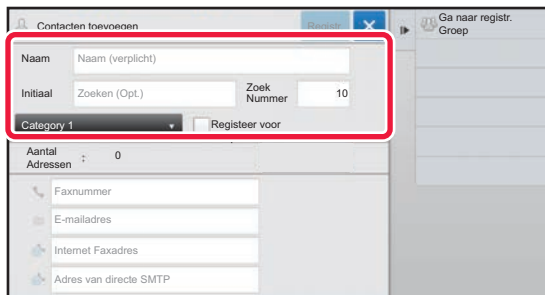 Contacten toevoegen
Registr.
Ga naar registr.
Groep
Naam
Naam (verplicht)
Initiaal
Zoeken (Opt.)
Zoek
Nummer
10
Category 1
Registeer voor
Aantal
Adressen : 0
Faxnummer
E-mailadres
Internet Faxadres
Adres van directe SMTP